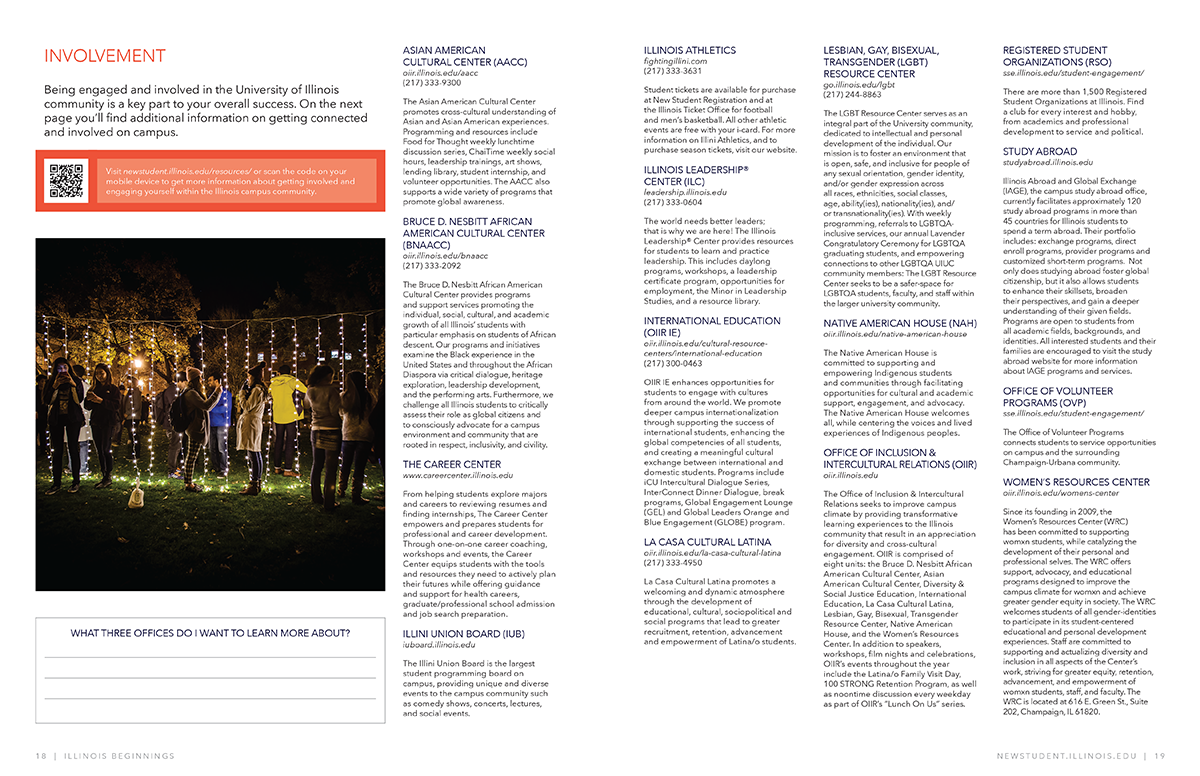 INVOLVEMENT
Being engaged and involved in the University of Illinois
community is a key part to your overall success. On the next
page you'll find additional information on getting connected
and involved on campus.
Visit newstudent.illinois.edu/resources/ or scan the code on your
mobile device to get more information about getting involved and
engaging yourself within the Illinois campus community.
WHAT THREE OFFICES DO I WANT TO LEARN MORE ABOUT?
18 | ILLINOIS BEGINNINGS
ASIAN AMERICAN
CULTURAL CENTER (AACC)
oiir.illinois.edu/aacc
(217) 333-9300
The Asian American Cultural Center
promotes cross-cultural understanding of
Asian and Asian American experiences.
Programming and resources include
Food for Thought weekly lunchtime
discussion series, ChaiTime weekly social
hours, leadership trainings, art shows,
lending library, student internship, and
volunteer opportunities. The AACC also
supports a wide variety of programs that
promote global awareness.
BRUCE D. NESBITT AFRICAN
AMERICAN CULTURAL CENTER
(BNAACC)
oiir.illinois.edu/bnaacc
(217) 333-2092
The Bruce D. Nesbitt African American
Cultural Center provides programs
and support services promoting the
individual, social, cultural, and academic
growth of all Illinois' students with
particular emphasis on students of African
descent. Our programs and initiatives
examine the Black experience in the
United States and throughout the African
Diaspora via critical dialogue, heritage
exploration, leadership development,
and the performing arts. Furthermore, we
challenge all Illinois students to critically
assess their role as global citizens and
to consciously advocate for a campus
environment and community that are
rooted in respect, inclusivity, and civility.
THE CAREER CENTER
www.careercenter.illinois.edu
From helping students explore majors
and careers to reviewing resumes and
finding internships, The Career Center
empowers and prepares students for
professional and career development.
Through one-on-one career coaching,
workshops and events, the Career
Center equips students with the tools
and resources they need to actively plan
their futures while offering guidance
and support for health careers,
graduate/professional school admission
and job search preparation.
ILLINI UNION BOARD (IUB)
iuboard.illinois.edu
The Illini Union Board is the largest
student programming board on
campus, providing unique and diverse
events to the campus community such
as comedy shows, concerts, lectures,
and social events.
ILLINOIS ATHLETICS
fightingillini.com
(217) 333-3631
Student tickets are available for purchase
at New Student Registration and at
the Illinois Ticket Office for football
and men's basketball. All other athletic
events are free with your i-card. For more
information on Illini Athletics, and to
purchase season tickets, visit our website.
ILLINOIS LEADERSHIP®
CENTER (ILC)
leadership.illinois.edu
(217) 333-0604
The world needs better leaders;
that is why we are here! The Illinois
Leadership® Center provides resources
for students to learn and practice
leadership. This includes daylong
programs, workshops, a leadership
certificate program, opportunities for
employment, the Minor in Leadership
Studies, and a resource library.
INTERNATIONAL EDUCATION
(OIIR IE)
oiir.illinois.edu/cultural-resource-
centers/international-education
(217) 300-0463
OIIR IE enhances opportunities for
students to engage with cultures
from around the world. We promote
deeper campus internationalization
through supporting the success of
international students, enhancing the
global competencies of all students,
and creating a meaningful cultural
exchange between international and
domestic students. Programs include
iCU Intercultural Dialogue Series,
InterConnect Dinner Dialogue, break
programs, Global Engagement Lounge
(GEL) and Global Leaders Orange and
Blue Engagement (GLOBE) program.
LA CASA CULTURAL LATINA
oiir.illinois.edu/la-casa-cultural-latina
(217) 333-4950
La Casa Cultural Latina promotes a
welcoming and dynamic atmosphere
through the development of
educational, cultural, sociopolitical and
social programs that lead to greater
recruitment, retention, advancement
and empowerment of Latina/o students.
LESBIAN, GAY, BISEXUAL,
TRANSGENDER (LGBT)
RESOURCE CENTER
go.illinois.edu/lgbt
(217) 244-8863
The LGBT Resource Center serves as an
integral part of the University community,
dedicated to intellectual and personal
development of the individual. Our
mission is to foster an environment that
is open, safe, and inclusive for people of
any sexual orientation, gender identity,
and/or gender expression across
all races, ethnicities, social classes,
age, ability(ies), nationality(ies), and/
or transnationality(ies). With weekly
programming, referrals to LGBTQA-
inclusive services, our annual Lavender
Congratulatory Ceremony for LGBTQA
graduating students, and empowering
connections to other LGBTQA UIUC
community members: The LGBT Resource
Center seeks to be a safer-space for
LGBTQA students, faculty, and staff within
the larger university community.
NATIVE AMERICAN HOUSE (NAH)
oiir.illinois.edu/native-american-house
The Native American House is
committed to supporting and
empowering Indigenous students
and communities through facilitating
opportunities for cultural and academic
support, engagement, and advocacy.
The Native American House welcomes
all, while centering the voices and lived
experiences of Indigenous peoples.
OFFICE OF INCLUSION &
INTERCULTURAL RELATIONS (OIIR)
oiir.illinois.edu
The Office of Inclusion & Intercultural
Relations seeks to improve campus
climate by providing transformative
learning experiences to the Illinois
community that result in an appreciation
for diversity and cross-cultural
engagement. OIIR is comprised of
eight units: the Bruce D. Nesbitt African
American Cultural Center, Asian
American Cultural Center, Diversity &
Social Justice Education, International
Education, La Casa Cultural Latina,
Lesbian, Gay, Bisexual, Transgender
Resource Center, Native American
House, and the Women's Resources
Center. In addition to speakers,
workshops, film nights and celebrations,
OIIR's events throughout the year
include the Latina/o Family Visit Day,
100 STRONG Retention Program, as well
as noontime discussion every weekday
as part of OIIR's "Lunch On Us" series.
REGISTERED STUDENT
ORGANIZATIONS (RSO)
sse.illinois.edu/student-engagement/
There are more than 1,500 Registered
Student Organizations at Illinois. Find
a club for every interest and hobby,
from academics and professional
development to service and political.
STUDY ABROAD
studyabroad.illinois.edu
Illinois Abroad and Global Exchange
(IAGE), the campus study abroad office,
currently facilitates approximately 120
study abroad programs in more than
45 countries for Illinois students to
spend a term abroad. Their portfolio
includes: exchange programs, direct
enroll programs, provider programs and
customized short-term programs. Not
only does studying abroad foster global
citizenship, but it also allows students
to enhance their skillsets, broaden
their perspectives, and gain a deeper
understanding of their given fields.
Programs are open to students from
all academic fields, backgrounds, and
identities. All interested students and their
families are encouraged to visit the study
abroad website for more information
about IAGE programs and services.
OFFICE OF VOLUNTEER
PROGRAMS (OVP)
sse.illinois.edu/student-engagement/
The Office of Volunteer Programs
connects students to service opportunities
on campus and the surrounding
Champaign-Urbana community.
WOMEN'S RESOURCES CENTER
oiir.illinois.edu/womens-center
Since its founding in 2009, the
Women's Resources Center (WRC)
has been committed to supporting
womxn students, while catalyzing the
development of their personal and
professional selves. The WRC offers
support, advocacy, and educational
programs designed to improve the
campus climate for womxn and achieve
greater gender equity in society. The WRC
welcomes students of all gender-identities
to participate in its student-centered
educational and personal development
experiences. Staff are committed to
supporting and actualizing diversity and
inclusion in all aspects of the Center's
work, striving for greater equity, retention,
advancement, and empowerment of
womxn students, staff, and faculty. The
WRC is located at 616 E. Green St., Suite
202, Champaign, IL 61820.
NEWSTUDENT.ILLINOIS.EDU | 19